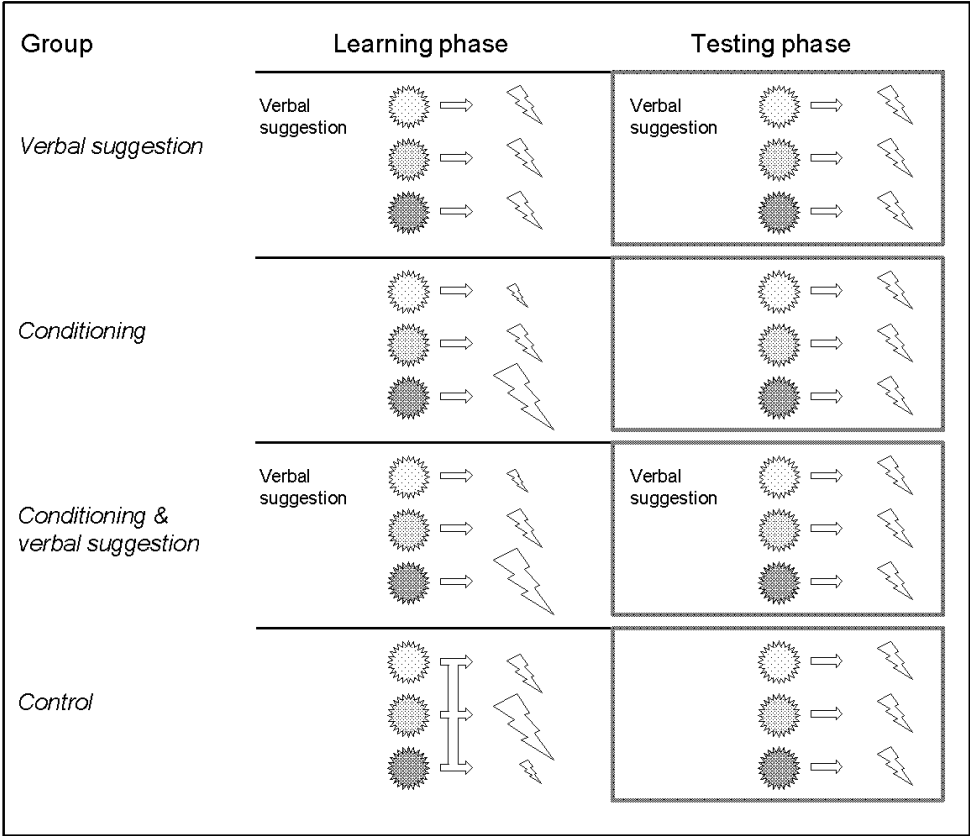 Group Learning phase Testing phase
Verbal suggestion
Verbal
suggestion
Verbal
suggestion
Conditioning
Conditioning &
verbal suggestion
Verbal
suggestion
Verbal
suggestion
Control